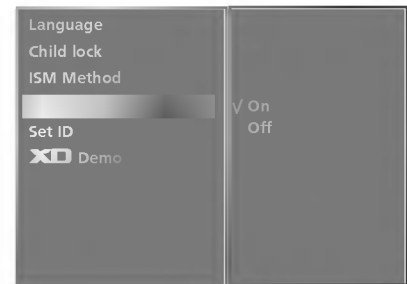 Language
Child lock
ISM Method
Set ID
XD Demo
√ On
Off